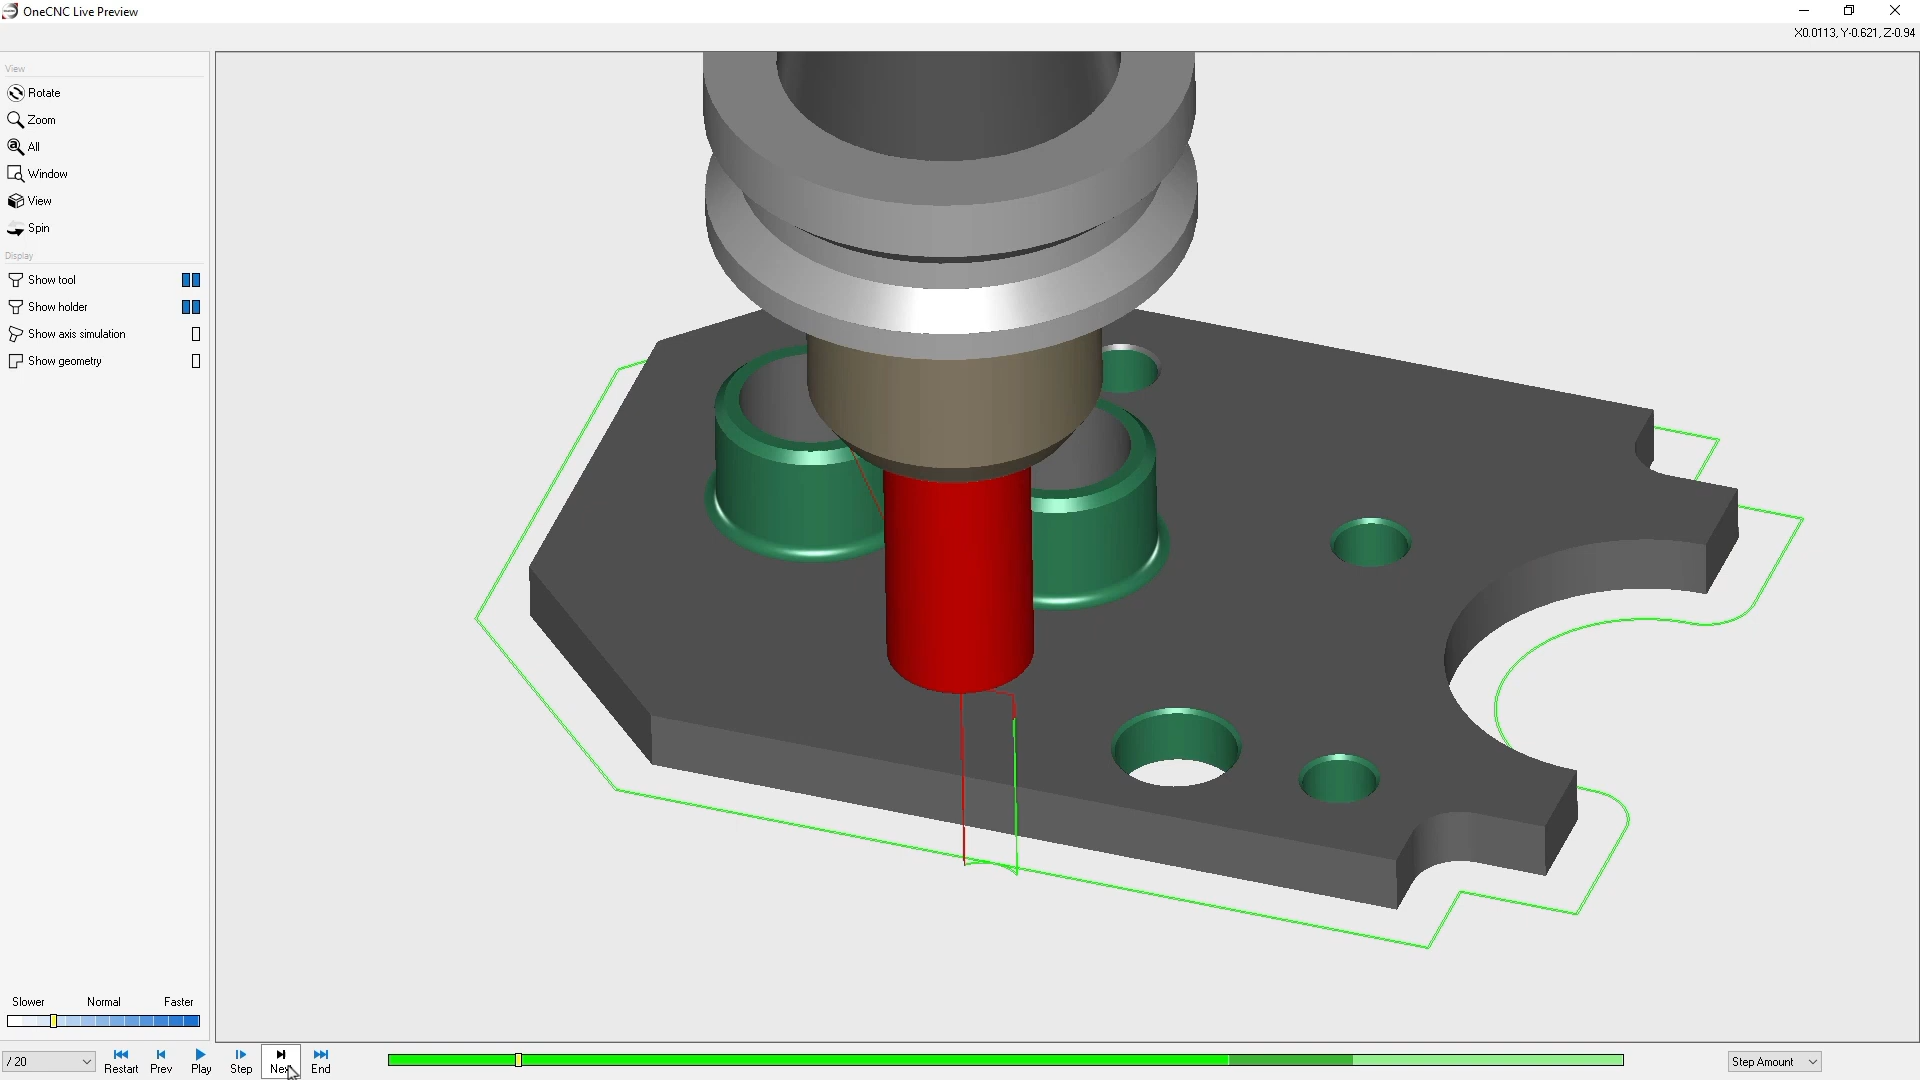 OneCNC Live Preview
X0.0113, Y-0.621, Z-0.94
View
Rotate
Zoom
All
Window
View
Spin
Display
Show tool
Show holder
Show axis simulation
Show geometry
Slower Normal Faster
/ 20
Restart Prev Play Step Next End
Step Amount